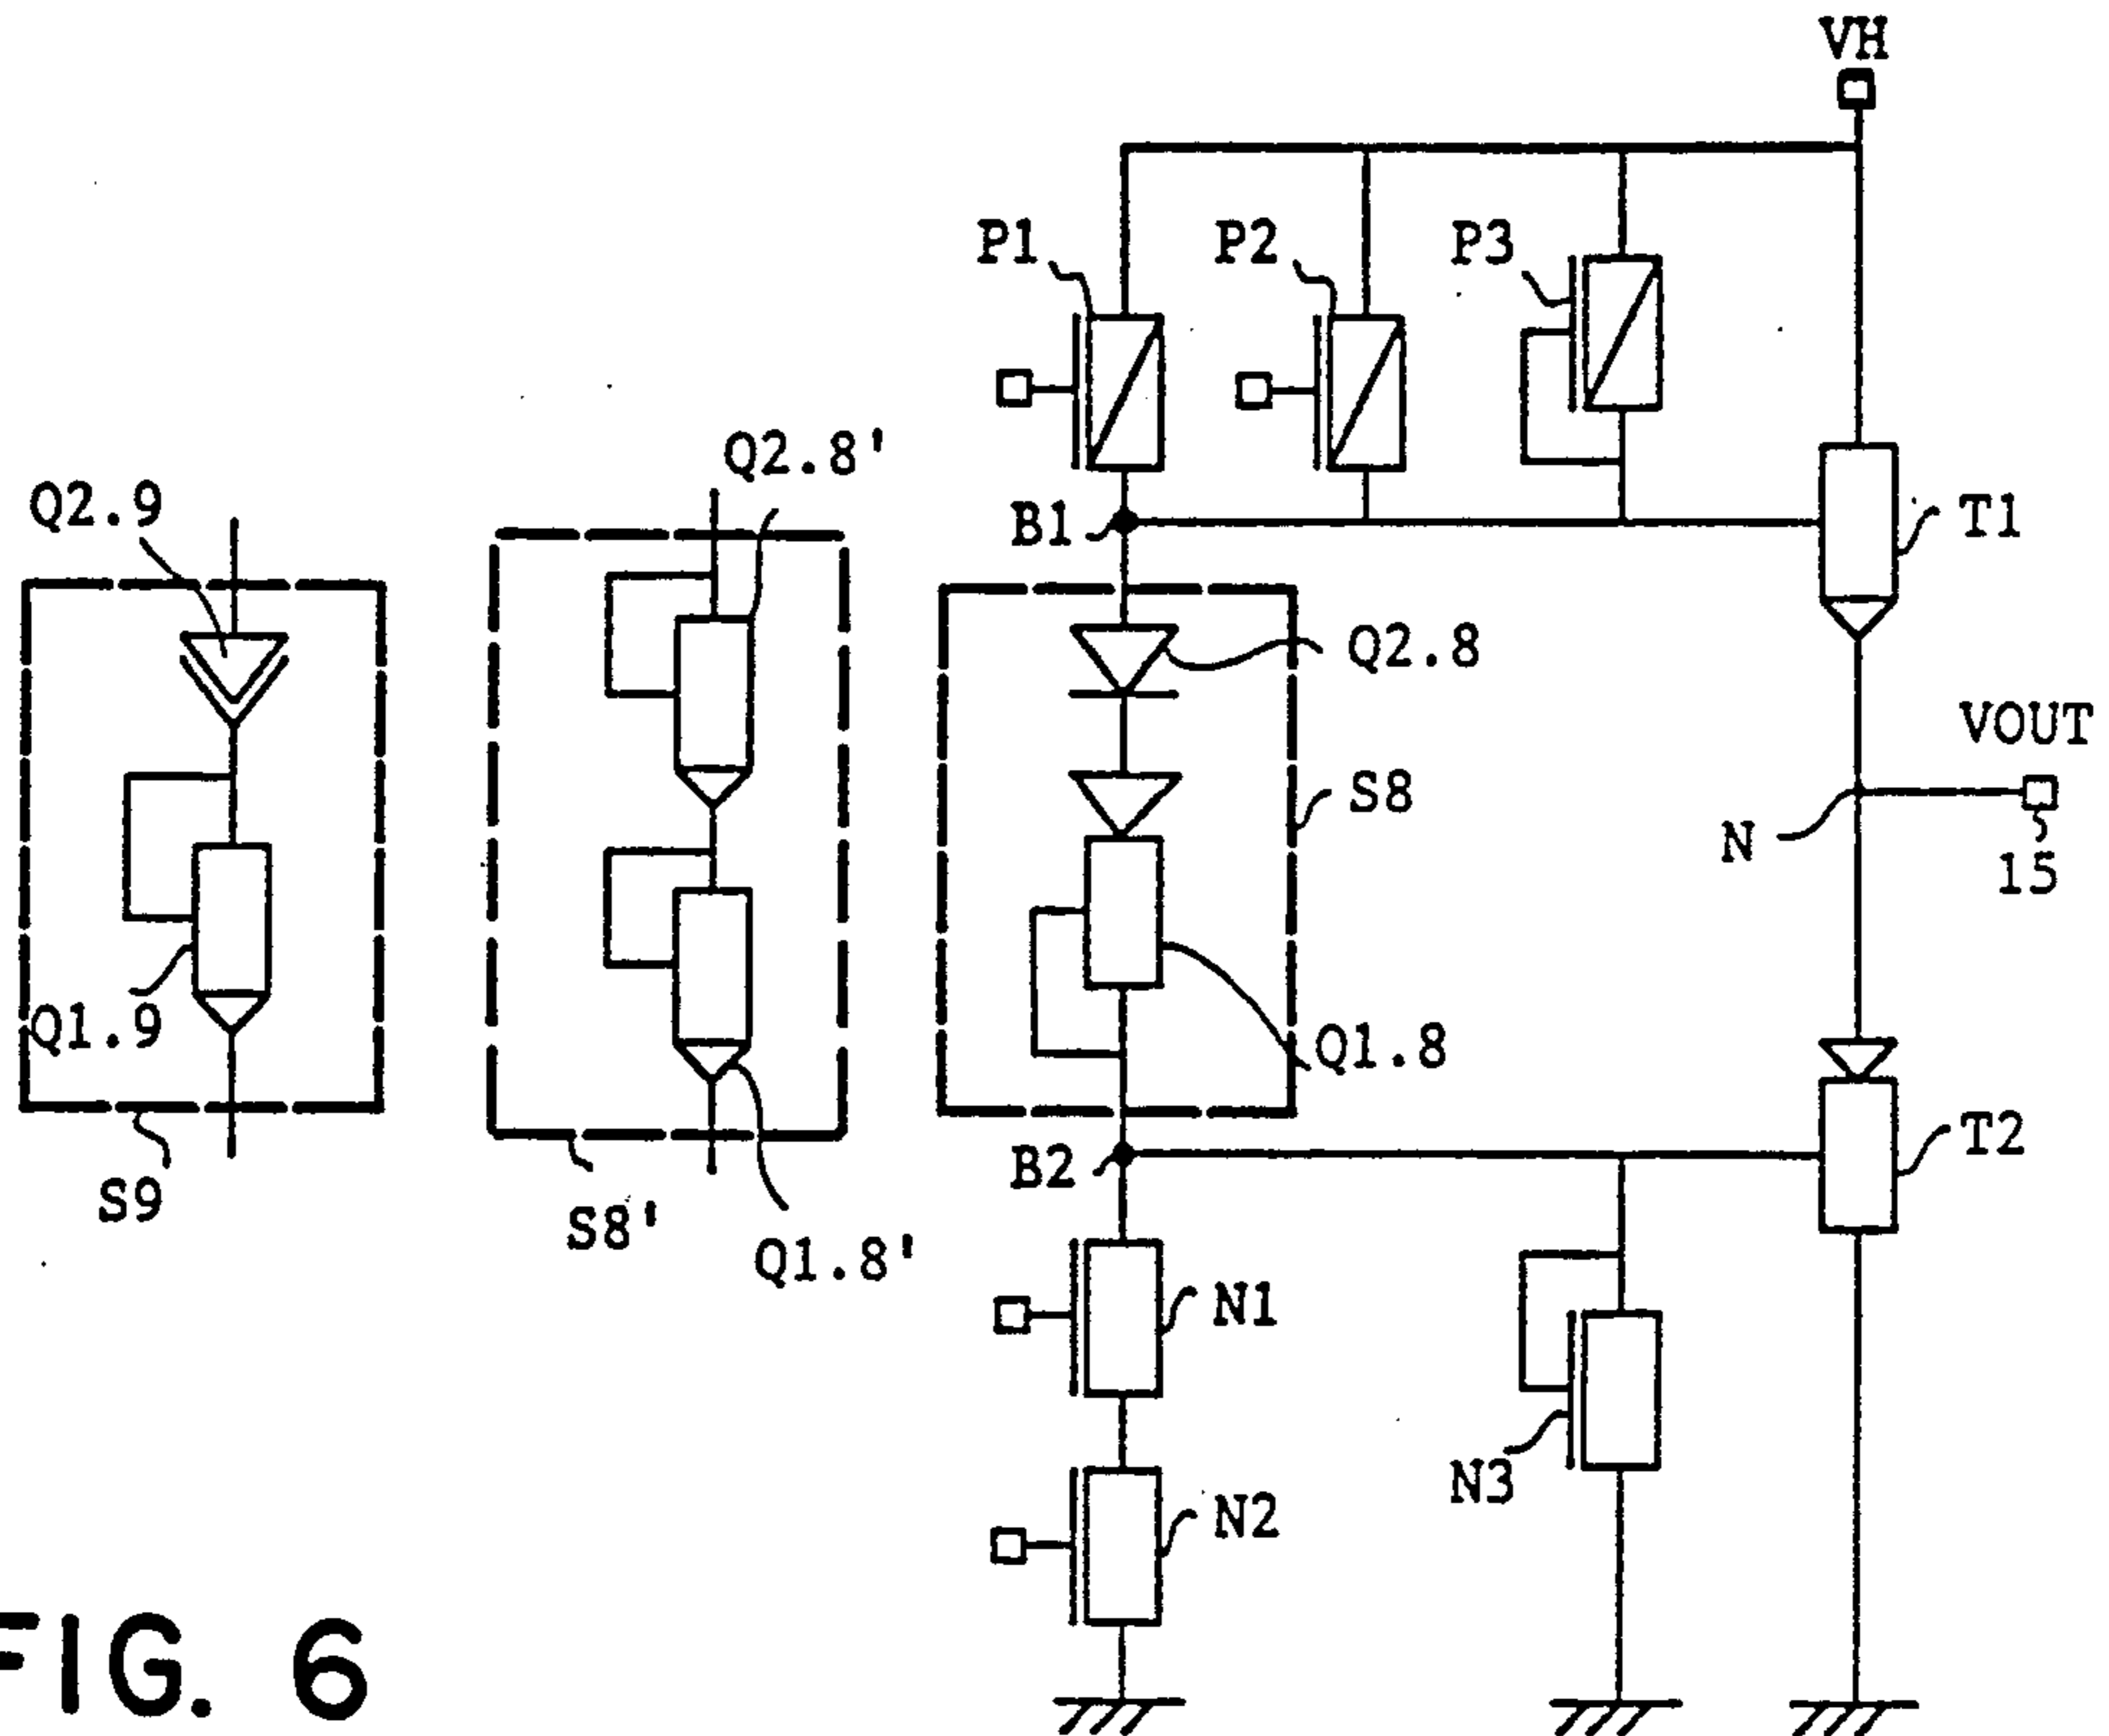 VH
P1
P2
P3
Q2.8'
Q2.9
B1
T1
Q2.8
VOUT
S8
N
15
Q1.9
Q1.8
T2
B2
S9
S8'
Q1.8'
N1
N3
N2
FIG. 6